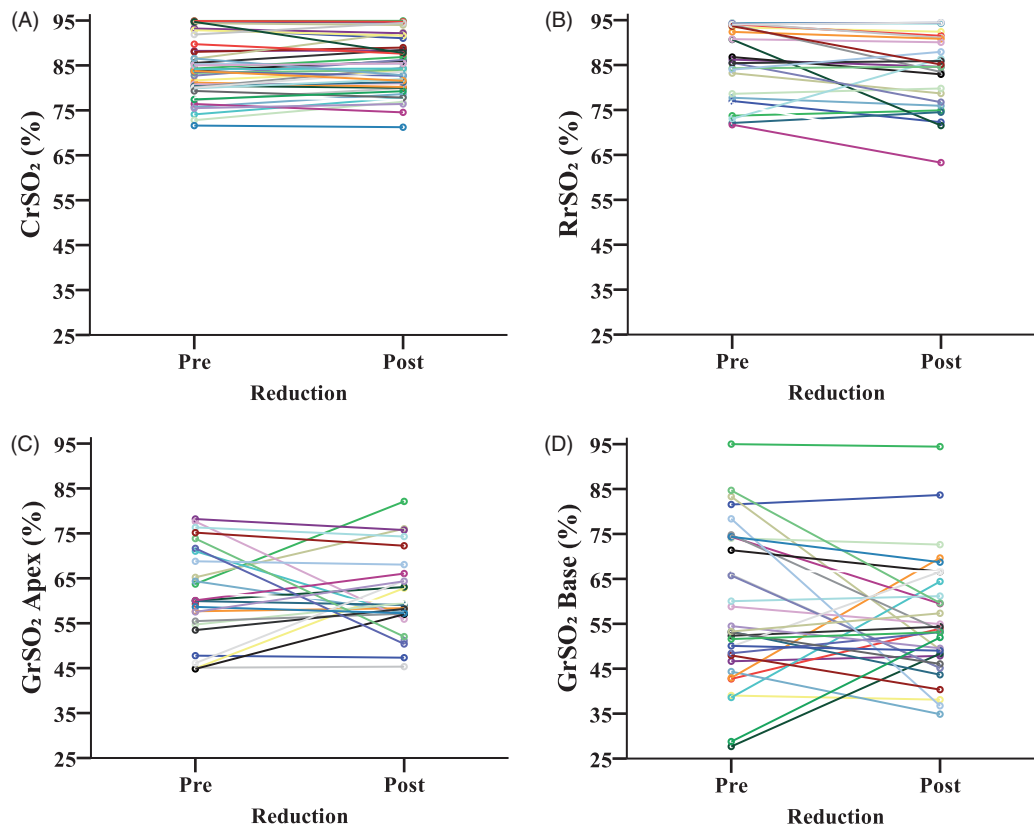 (A)
CrSO₂ (%)
95
85
75
65
55
45
35
25
Pre
Post
Reduction
(B)
RrSO₂ (%)
95
85
75
65
55
45
35
25
Pre
Post
Reduction
(C)
GrSO₂ Apex (%)
95
85
75
65
55
45
35
25
Pre
Post
Reduction
(D)
GrSO₂ Base (%)
95
85
75
65
55
45
35
25
Pre
Post
Reduction